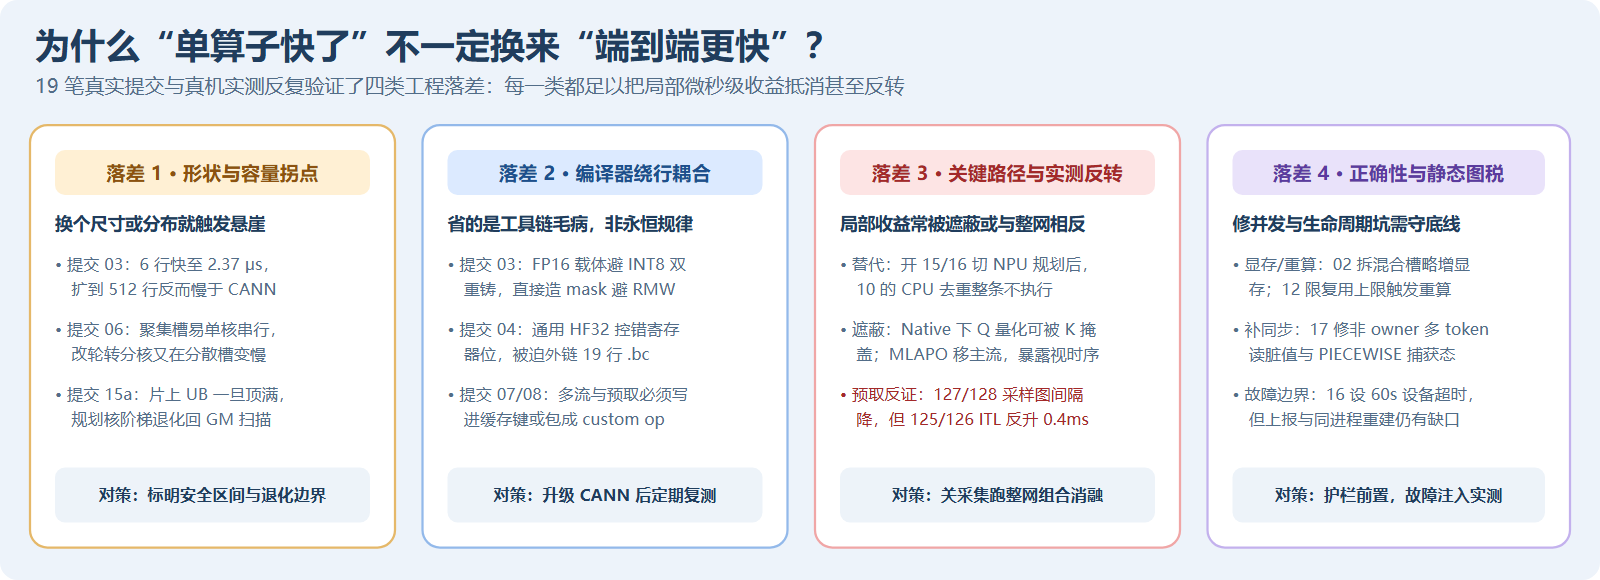 为什么“单算子快了”不一定换来“端到端更快”？
19 笔真实提交与真机实测反复验证了四类工程落差：每一类都足以把局部微秒级收益抵消甚至反转
落差 1 · 形状与容量拐点
换个尺寸或分布就触发悬崖
• 提交 03：6 行快至 2.37 μs，
扩到 512 行反而慢于 CANN
• 提交 06：聚集槽易单核串行，
改轮转分核又在分散槽变慢
• 提交 15a：片上 UB 一旦顶满，
规划核阶梯退化回 GM 扫描
对策：标明安全区间与退化边界
落差 2 · 编译器绕行耦合
省的是工具链毛病，非永恒规律
• 提交 03：FP16 载体避 INT8 双
重铸，直接造 mask 避 RMW
• 提交 04：通用 HF32 控错寄存
器位，被迫外链 19 行 .bc
• 提交 07/08：多流与预取必须写
进缓存键或包成 custom op
对策：升级 CANN 后定期复测
落差 3 · 关键路径与实测反转
局部收益常被遮蔽或与整网相反
• 替代：开 15/16 切 NPU 规划后，
10 的 CPU 去重整条不执行
• 遮蔽：Native 下 Q 量化可被 K 掩
盖；MLAPO 移主流，暴露视时序
• 预取反证：127/128 采样图间隔
降，但 125/126 ITL 反升 0.4ms
对策：关采集跑整网组合消融
落差 4 · 正确性与静态图税
修并发与生命周期坑需守底线
• 显存/重算：02 拆混合槽略增显
存；12 限复用上限触发重算
• 补同步：17 修非 owner 多 token
读脏值与 PIECEWISE 捕获态
• 故障边界：16 设 60s 设备超时，
但上报与同进程重建仍有缺口
对策：护栏前置，故障注入实测